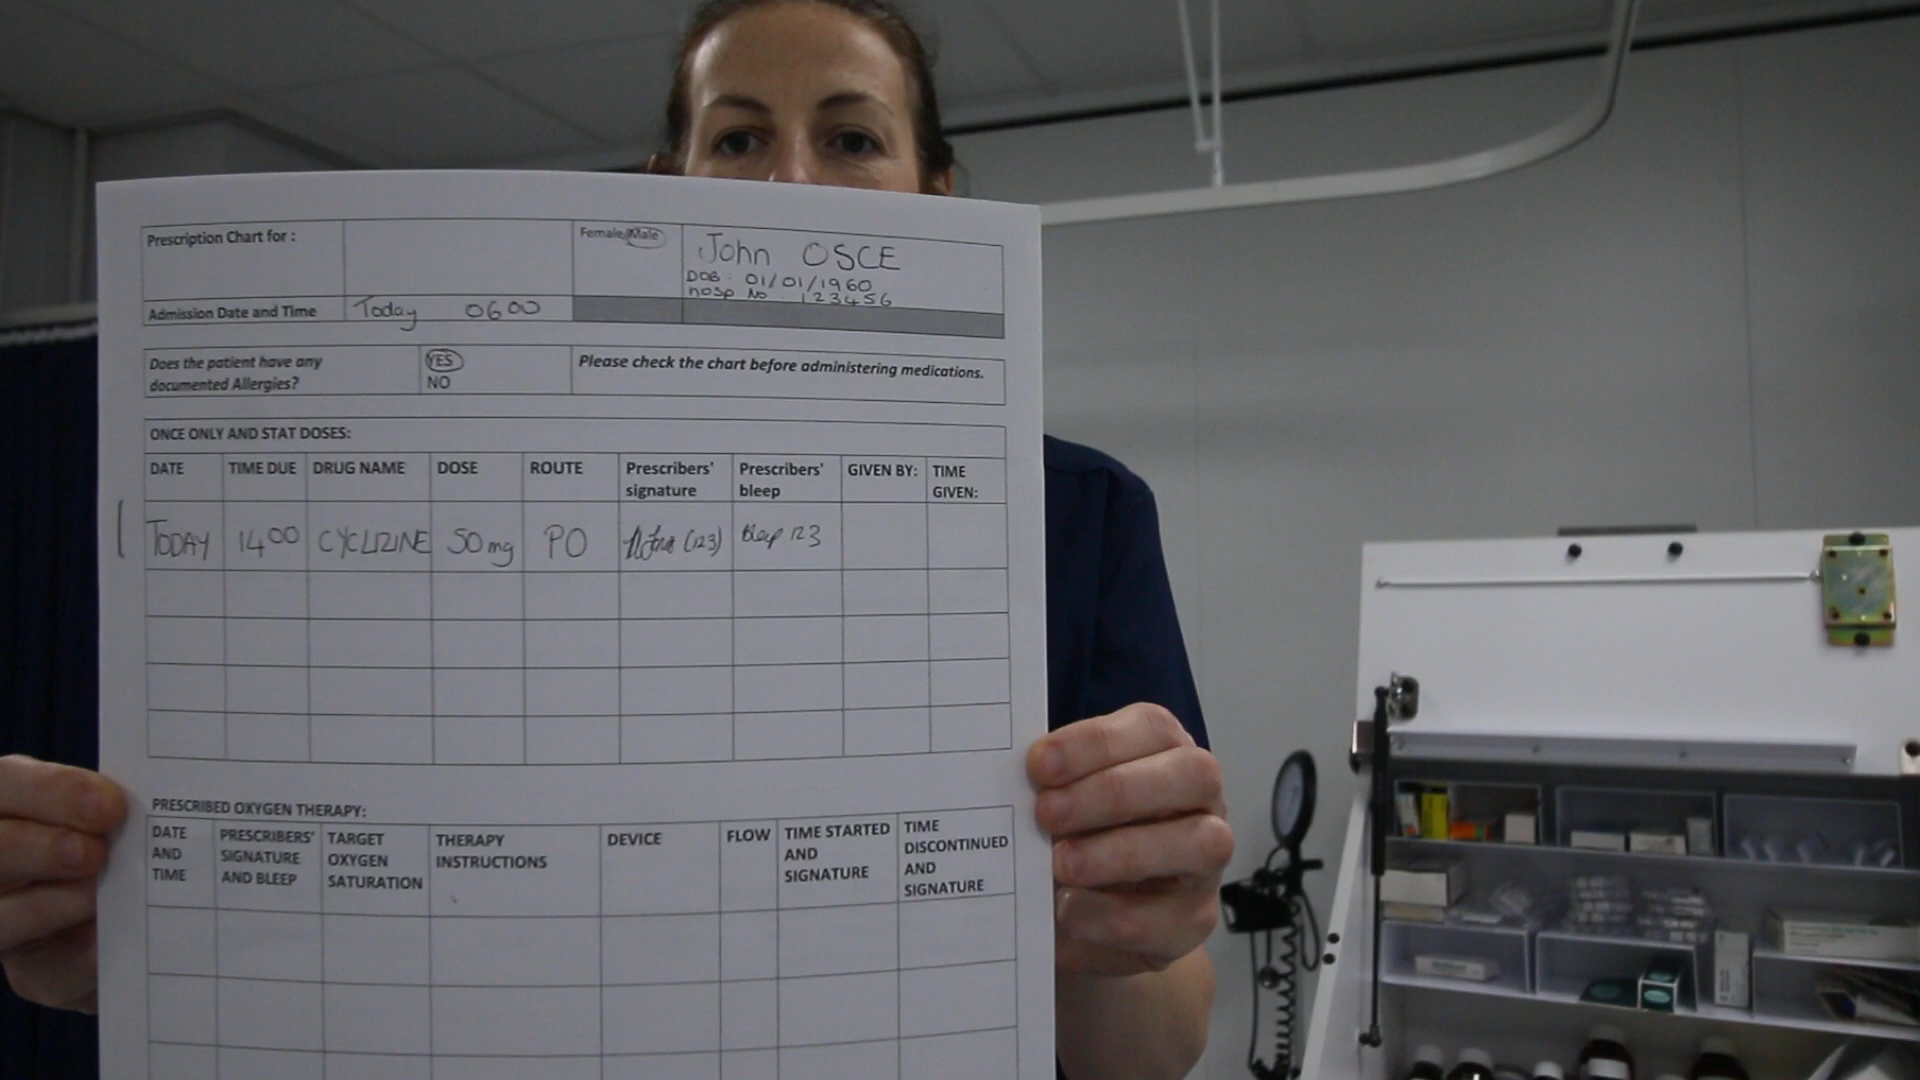 Prescription Chart for :
Female/Male
John OSCE
DOB. 01/01/1960
hosp No. 123456
Admission Date and Time
Today 0600
Does the patient have any
documented Allergies?
YES
NO
Please check the chart before administering medications.
ONCE ONLY AND STAT DOSES:
DATE TIME DUE DRUG NAME DOSE ROUTE Prescribers' signature Prescribers' bleep GIVEN BY: TIME GIVEN:
TODAY 1400 CYCLIZINE 50mg PO (123) Bleep 123
PRESCRIBED OXYGEN THERAPY:
DATE AND TIME PRESCRIBERS' SIGNATURE AND BLEEP TARGET OXYGEN SATURATION THERAPY INSTRUCTIONS DEVICE FLOW TIME STARTED AND SIGNATURE TIME DISCONTINUED AND SIGNATURE